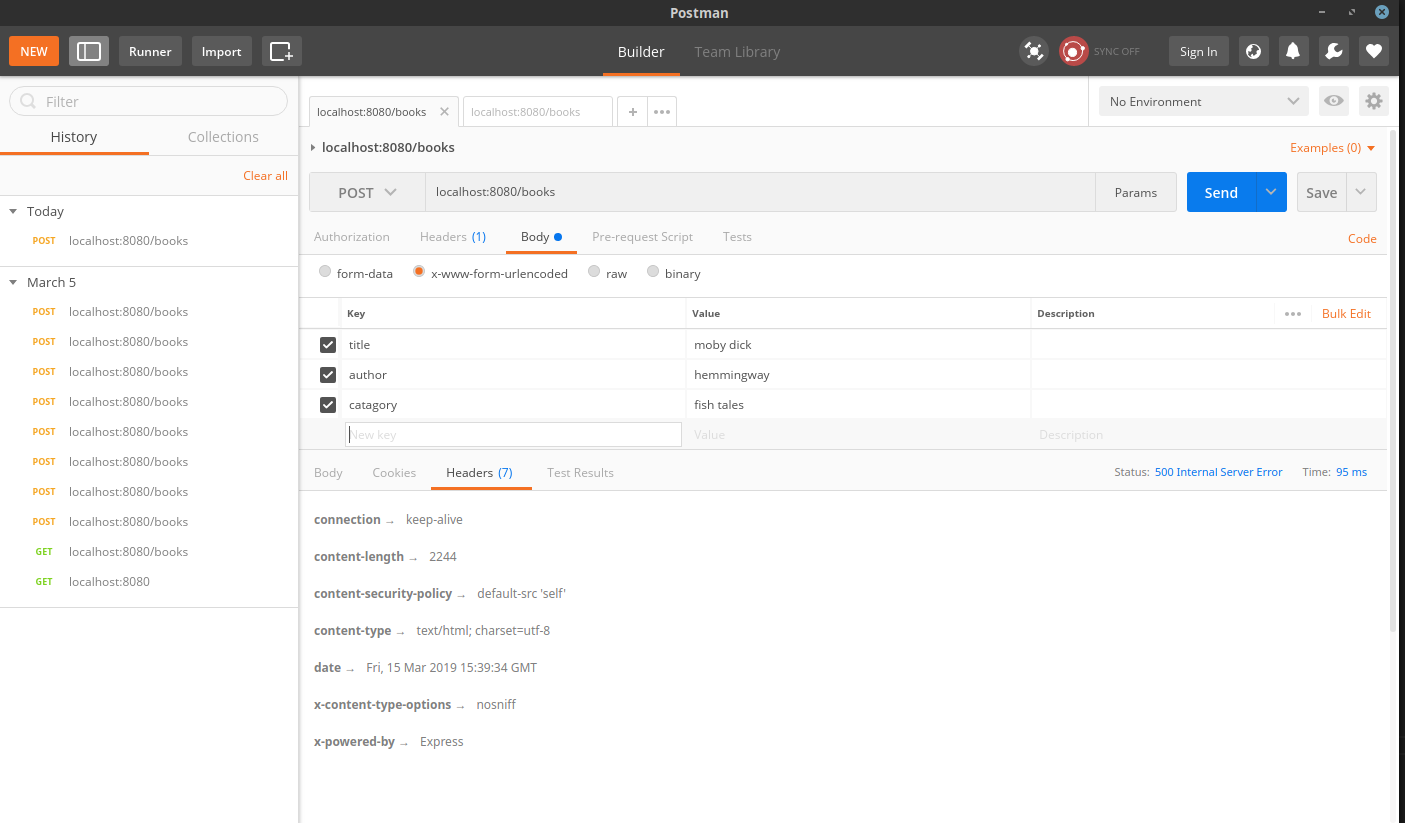 Postman
NEW Runner Import Builder Team Library SYNC OFF Sign In
Filter
History Collections
Clear all
Today
POST localhost:8080/books
March 5
POST localhost:8080/books
POST localhost:8080/books
POST localhost:8080/books
POST localhost:8080/books
POST localhost:8080/books
POST localhost:8080/books
POST localhost:8080/books
POST localhost:8080/books
GET localhost:8080/books
GET localhost:8080
localhost:8080/books localhost:8080/books
No Environment
localhost:8080/books Examples (0)
POST localhost:8080/books Params Send Save
Authorization Headers (1) Body Pre-request Script Tests Code
form-data x-www-form-urlencoded raw binary
Key Value Description Bulk Edit
title moby dick
author hemmingway
catagory fish tales
New key Value Description
Body Cookies Headers (7) Test Results Status: 500 Internal Server Error Time: 95 ms
connection → keep-alive
content-length → 2244
content-security-policy → default-src 'self'
content-type → text/html; charset=utf-8
date → Fri, 15 Mar 2019 15:39:34 GMT
x-content-type-options → nosniff
x-powered-by → Express